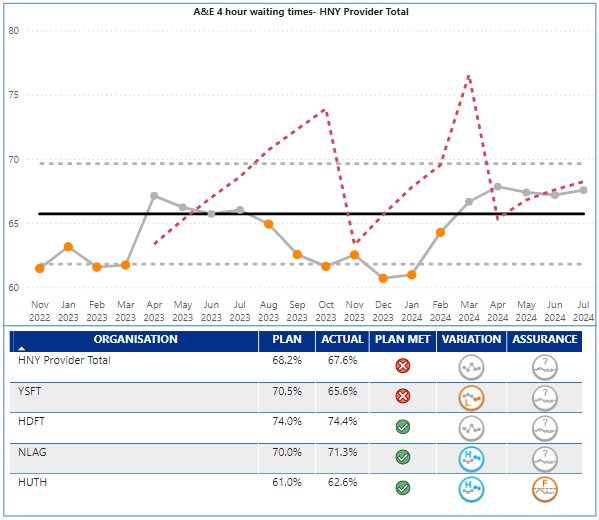 A&E 4 hour waiting times- HNY Provider Total
80
75
70
65
60
Nov Jan Feb Mar Apr May Jun Jul Aug Sep Oct Nov Dec Jan Feb Mar Apr May Jun Jul
2022 2023 2023 2023 2023 2023 2023 2023 2023 2023 2023 2023 2023 2024 2024 2024 2024 2024 2024 2024
ORGANISATION PLAN ACTUAL PLAN MET VARIATION ASSURANCE
HNY Provider Total 68.2% 67.6% ?
YSFT 70.5% 65.6% L ?
HDFT 74.0% 74.4% ?
NLAG 70.0% 71.3% H ?
HUTH 61.0% 62.6% H F